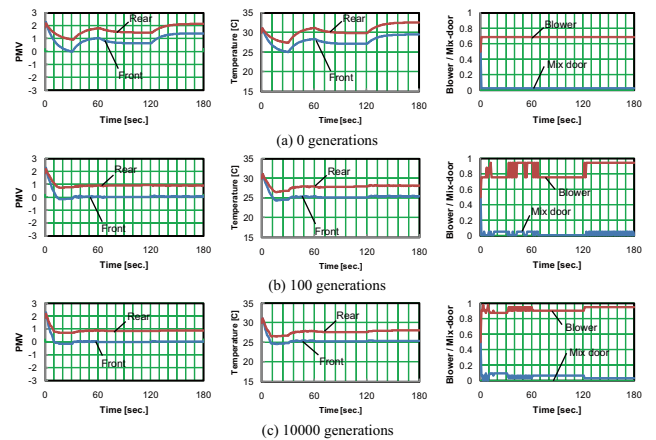 PMV
3
2
1
0
-1
-2
-3
Rear
Front
0 60 120 180
Time [sec.]
Temperature [C]
35
30
25
20
15
Rear
Front
0 60 120 180
Time [sec.]
Blower / Mix-door
1
0.8
0.6
0.4
0.2
0
Blower
Mix door
0 60 120 180
Time [sec.]
(a) 0 generations
PMV
3
2
1
0
-1
-2
-3
Rear
Front
0 60 120 180
Time [sec.]
Temperature [C]
35
30
25
20
15
Rear
Front
0 60 120 180
Time [sec.]
Blower / Mix-door
1
0.8
0.6
0.4
0.2
0
Blower
Mix door
0 60 120 180
Time [sec.]
(b) 100 generations
PMV
3
2
1
0
-1
-2
-3
Rear
Front
0 60 120 180
Time [sec.]
Temperature [C]
35
30
25
20
15
Rear
Front
0 60 120 180
Time [sec.]
Blower / Mix-door
1
0.8
0.6
0.4
0.2
0
Blower
Mix door
0 60 120 180
Time [sec.]
(c) 10000 generations